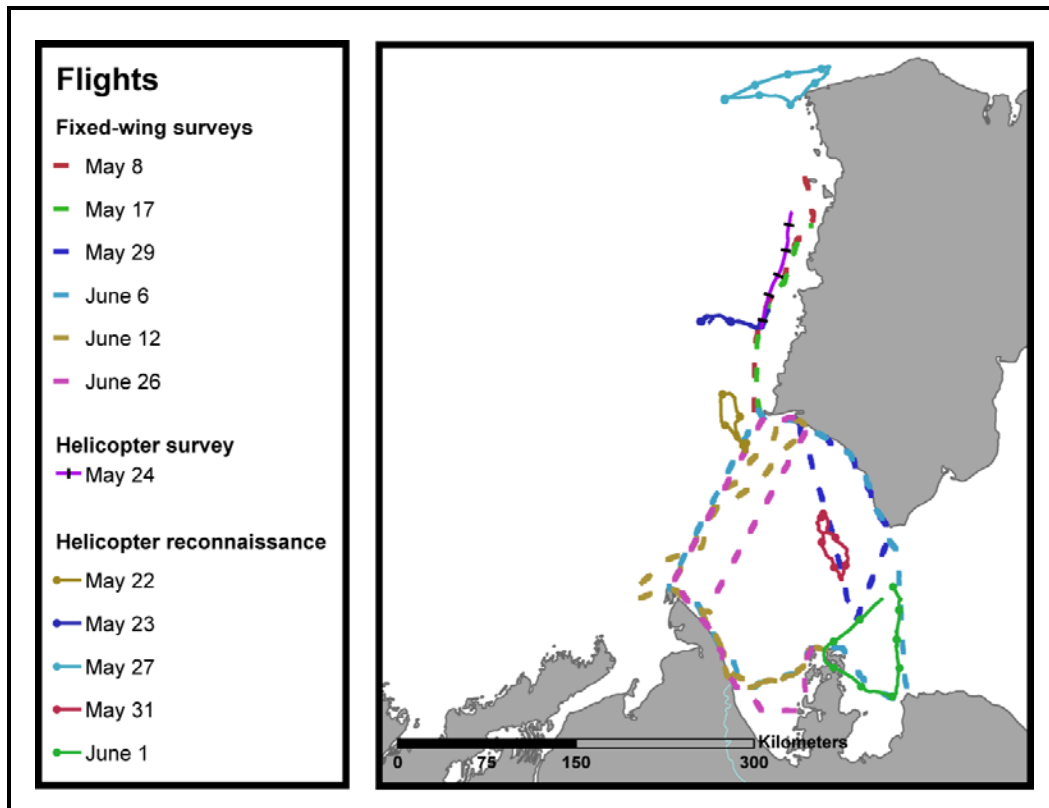 Flights
Fixed-wing surveys
May 8
May 17
May 29
June 6
June 12
June 26
Helicopter survey
May 24
Helicopter reconnaissance
May 22
May 23
May 27
May 31
June 1
Kilometers
0 75 150 300